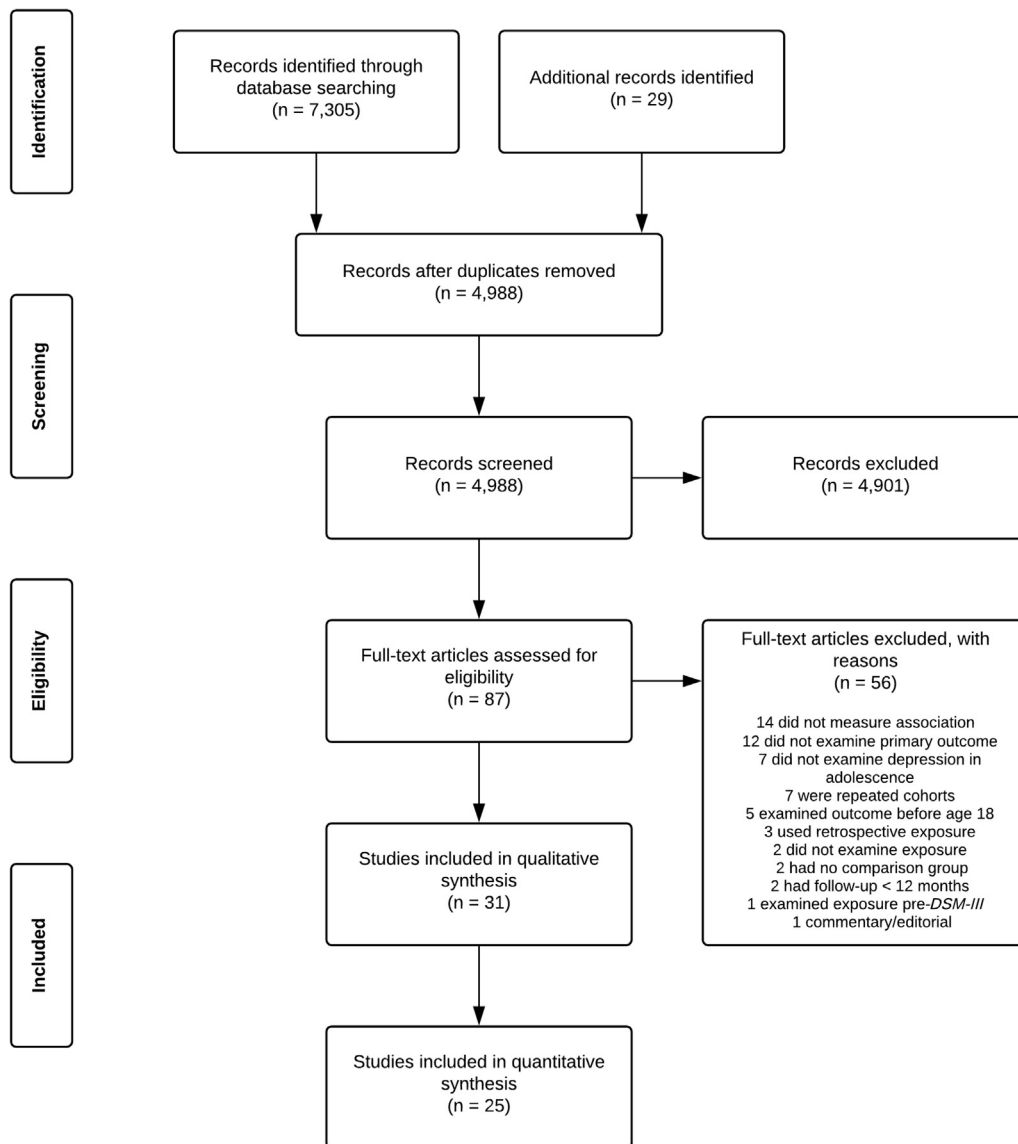 Identification
Records identified through
database searching
(n = 7,305)
Additional records identified
(n = 29)
Records after duplicates removed
(n = 4,988)
Screening
Records screened
(n = 4,988)
Records excluded
(n = 4,901)
Eligibility
Full-text articles assessed for
eligibility
(n = 87)
Full-text articles excluded, with
reasons
(n = 56)
14 did not measure association
12 did not examine primary outcome
7 did not examine depression in
adolescence
7 were repeated cohorts
5 examined outcome before age 18
3 used retrospective exposure
2 did not examine exposure
2 had no comparison group
2 had follow-up < 12 months
1 examined exposure pre-DSM-III
1 commentary/editorial
Included
Studies included in qualitative
synthesis
(n = 31)
Studies included in quantitative
synthesis
(n = 25)